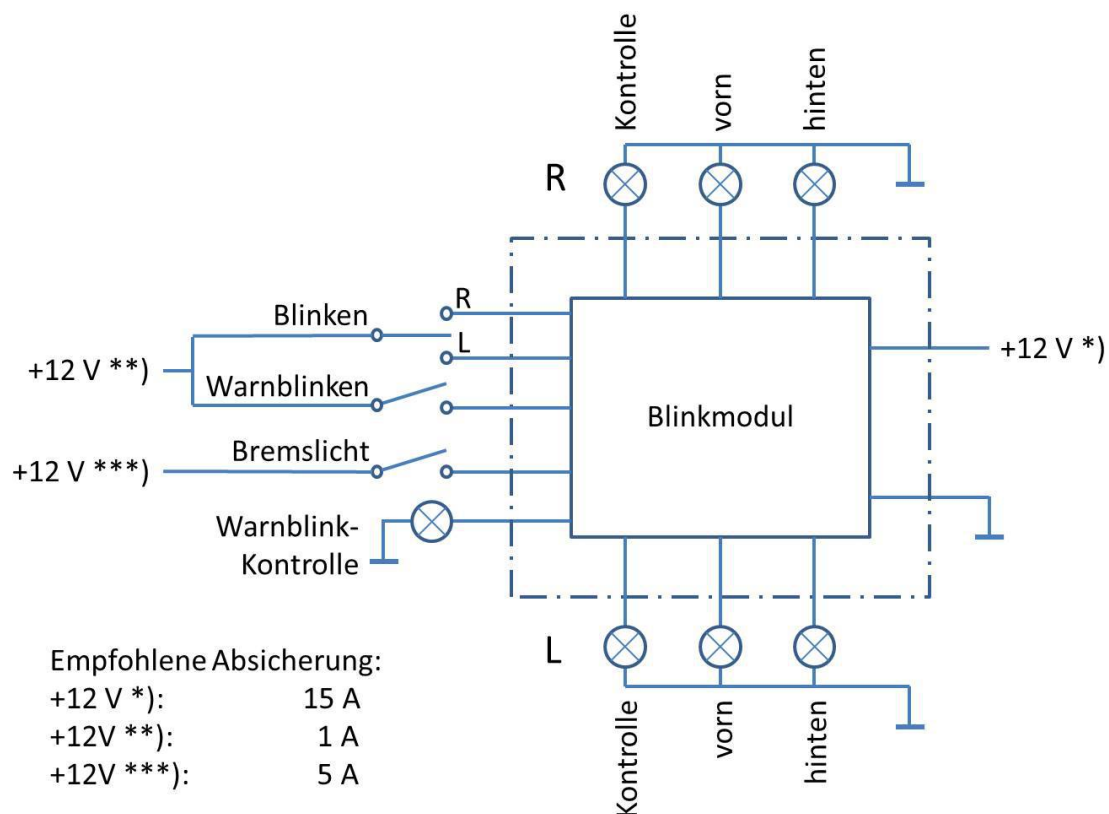 Kontrolle
vorn
hinten
R
R
Blinken
L
+12 V **)
Warnblinken
+12 V *)
Blinkmodul
Bremslicht
+12 V ***)
Warnblink-
Kontrolle
L
Kontrolle
vorn
hinten
Empfohlene Absicherung:
+12 V *): 15 A
+12V **): 1 A
+12V ***): 5 A